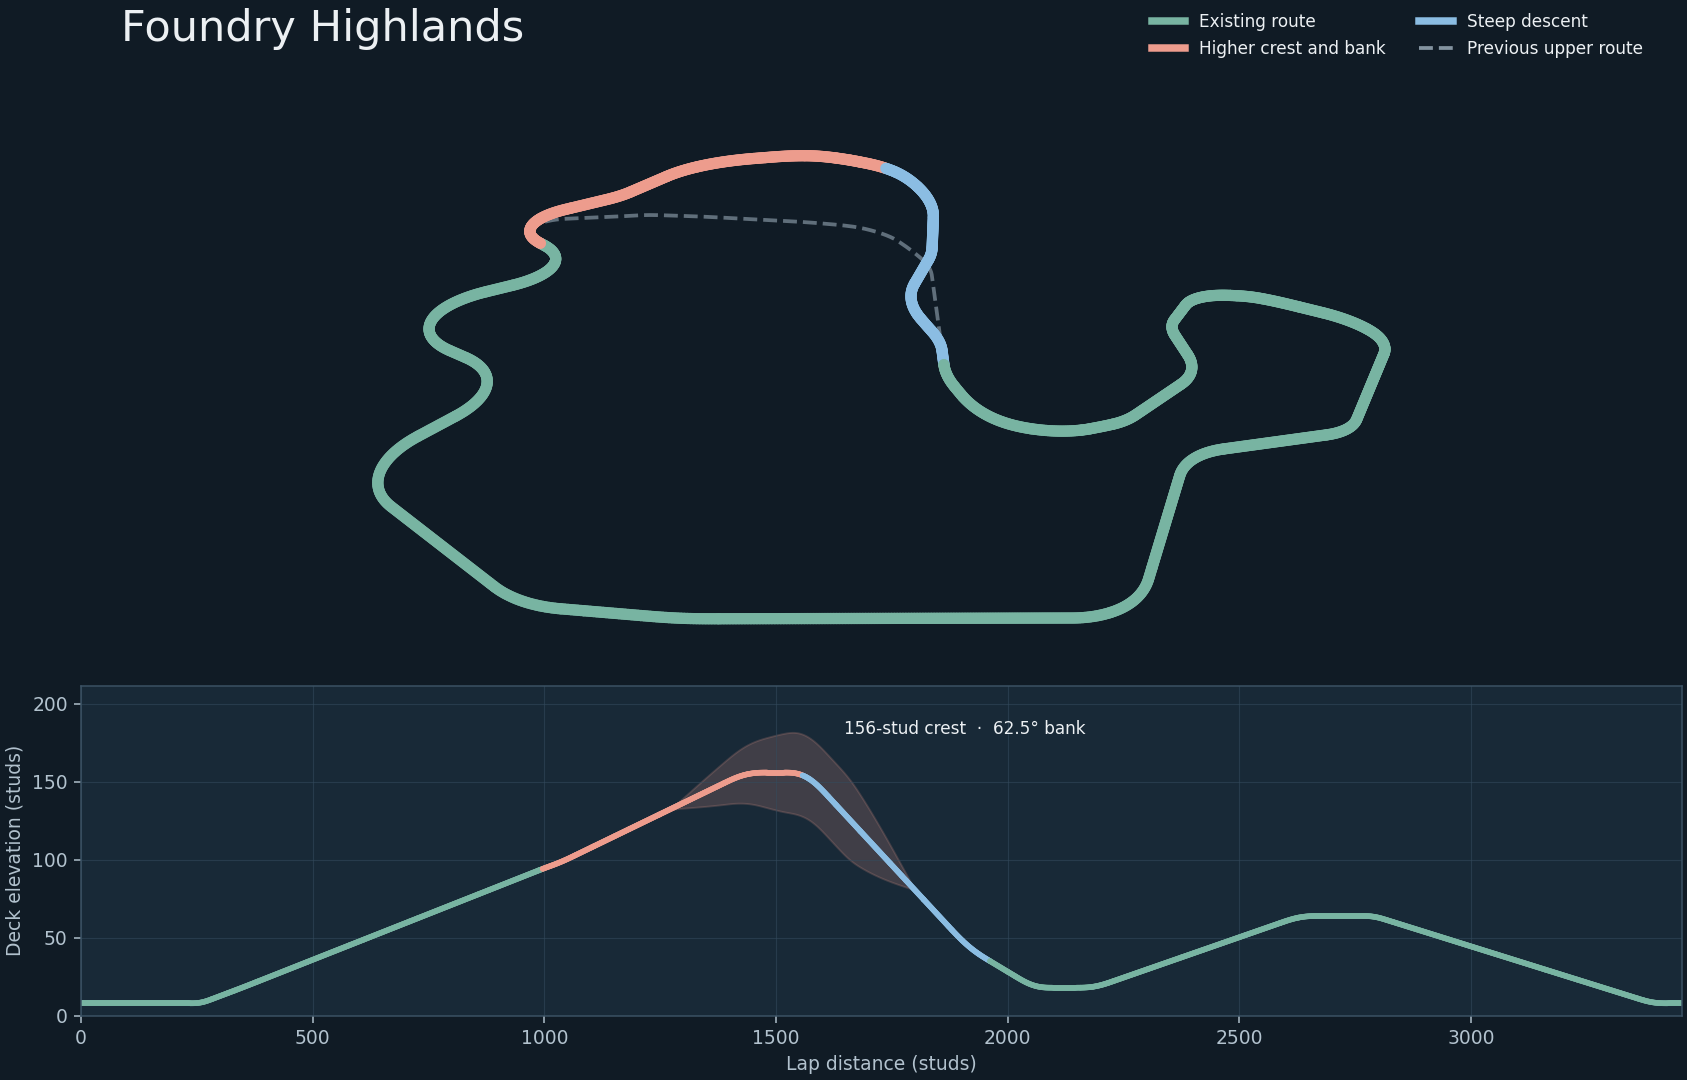 Foundry Highlands
Existing route
Higher crest and bank
Steep descent
Previous upper route
156-stud crest · 62.5° bank
Deck elevation (studs)
200
150
100
50
0
0 500 1000 1500 2000 2500 3000
Lap distance (studs)